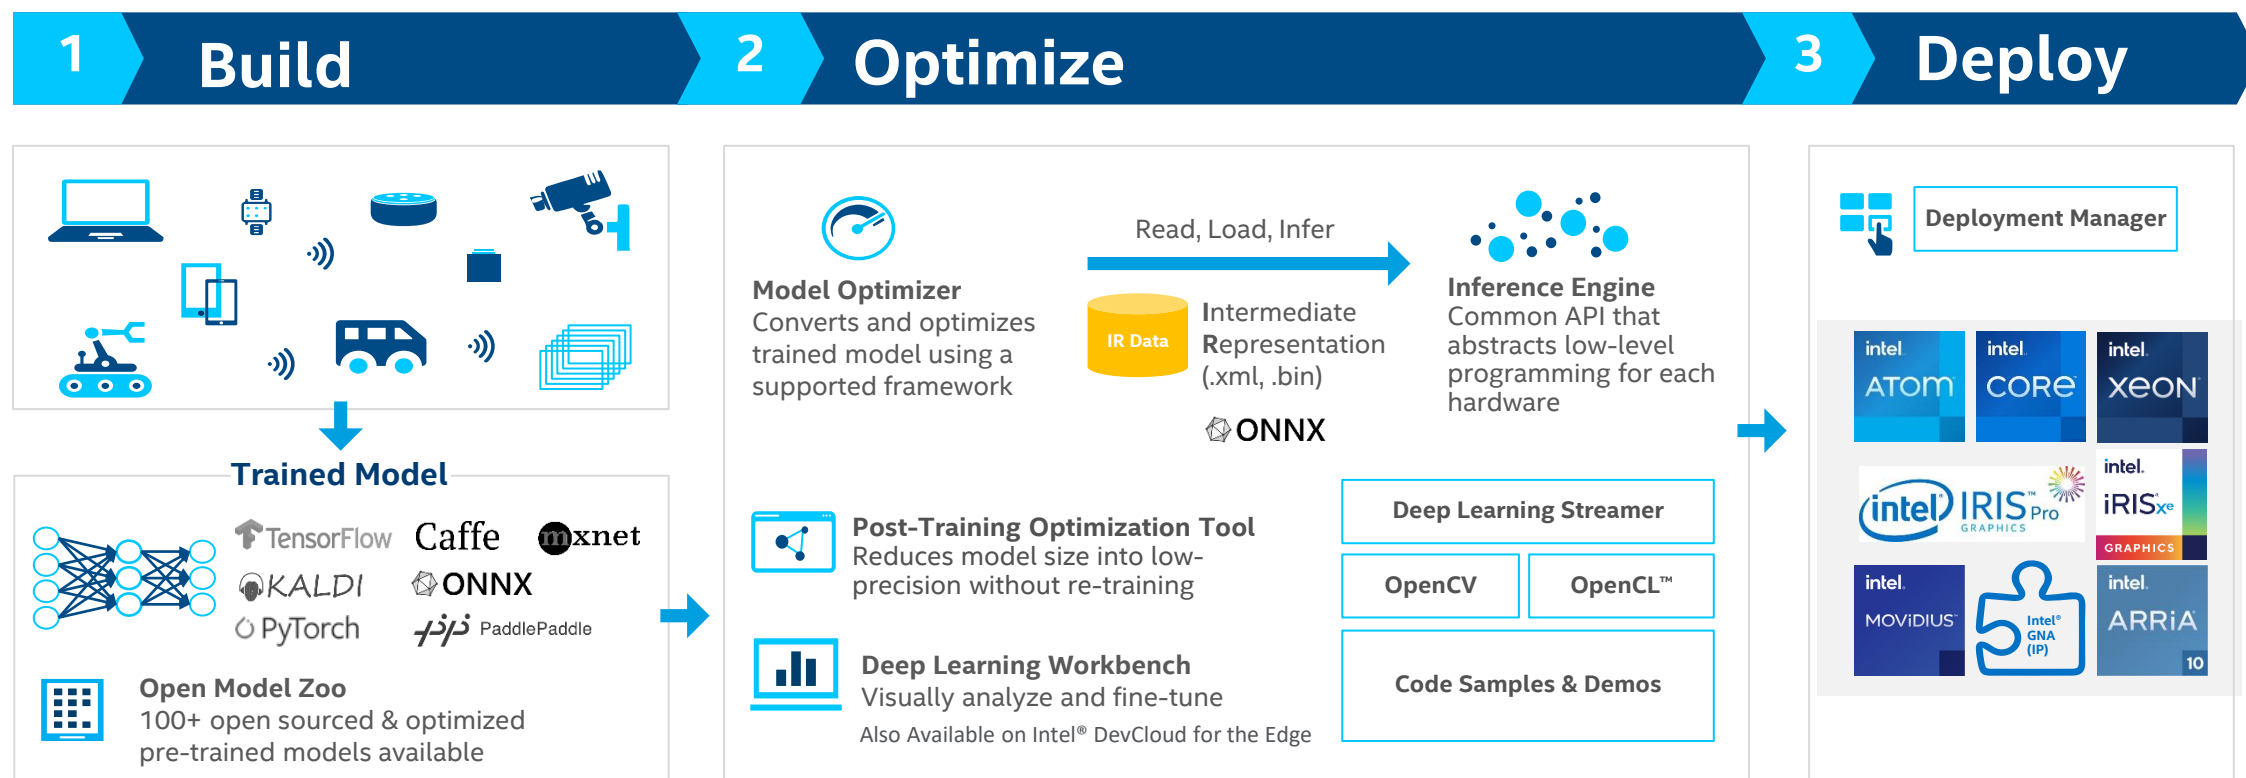 1
Build
2
Optimize
3
Deploy
Trained Model
TensorFlow
Caffe
mxnet
KALDI
ONNX
PyTorch
PaddlePaddle
Open Model Zoo
100+ open sourced & optimized
pre-trained models available
Model Optimizer
Converts and optimizes
trained model using a
supported framework
Read, Load, Infer
IR Data
Intermediate
Representation
(.xml, .bin)
ONNX
Inference Engine
Common API that
abstracts low-level
programming for each
hardware
Post-Training Optimization Tool
Reduces model size into low-
precision without re-training
Deep Learning Workbench
Visually analyze and fine-tune
Also Available on Intel® DevCloud for the Edge
Deep Learning Streamer
OpenCV
OpenCL™
Code Samples & Demos
Deployment Manager
intel.
ATOM
intel.
CORE
intel.
XEON
intel IRIS™ Pro
GRAPHICS
intel.
iRISxe
GRAPHICS
intel.
MOVIDIUS™
Intel®
GNA
(IP)
intel.
ARRIA
10